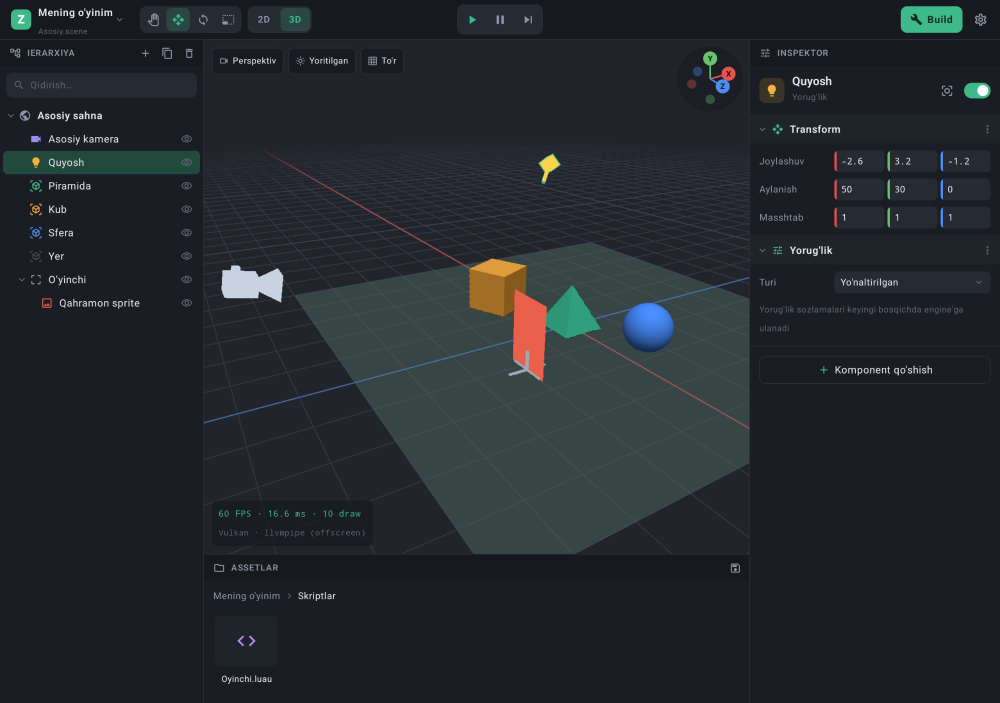 Z
Mening o'yinim
Asosiy.scene
2D
3D
Build
IERARXIYA
Qidirish...
Asosiy sahna
Asosiy kamera
Quyosh
Piramida
Kub
Sfera
Yer
O'yinchi
Qahramon sprite
Perspektiv
Yoritilgan
To'r
Y
X
Z
60 FPS · 16.6 ms · 10 draw
Vulkan · llvmpipe (offscreen)
ASSETLAR
Mening o'yinim > Skriptlar
Oyinchi.luau
INSPEKTOR
Quyosh
Yorug'lik
Transform
Joylashuv -2.6 3.2 -1.2
Aylanish 50 30 0
Masshtab 1 1 1
Yorug'lik
Turi Yo'naltirilgan
Yorug'lik sozlamalari keyingi bosqichda engine'ga
ulanadi
+ Komponent qo'shish